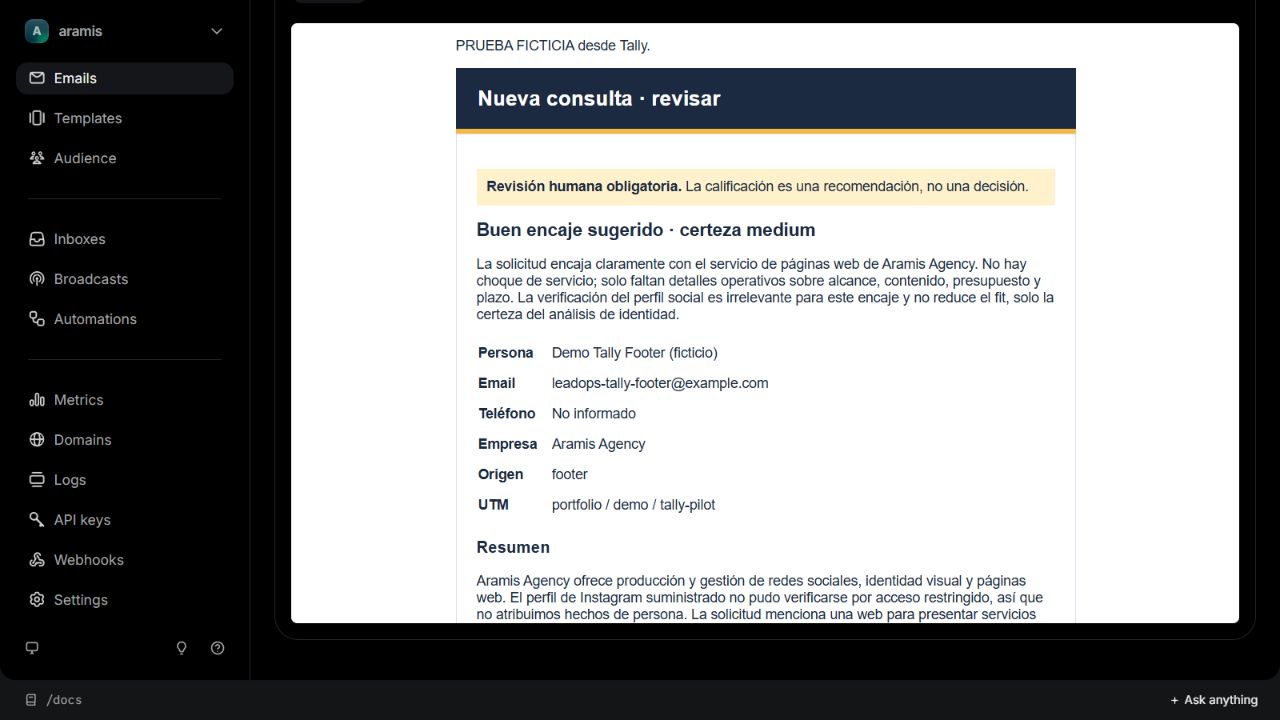 A aramis
Emails
Templates
Audience
Inboxes
Broadcasts
Automations
Metrics
Domains
Logs
API keys
Webhooks
Settings
/docs
PRUEBA FICTICIA desde Tally.
Nueva consulta · revisar
Revisión humana obligatoria. La calificación es una recomendación, no una decisión.
Buen encaje sugerido · certeza medium
La solicitud encaja claramente con el servicio de páginas web de Aramis Agency. No hay
choque de servicio; solo faltan detalles operativos sobre alcance, contenido, presupuesto y
plazo. La verificación del perfil social es irrelevante para este encaje y no reduce el fit, solo la
certeza del análisis de identidad.
Persona Demo Tally Footer (ficticio)
Email leadops-tally-footer@example.com
Teléfono No informado
Empresa Aramis Agency
Origen footer
UTM portfolio / demo / tally-pilot
Resumen
Aramis Agency ofrece producción y gestión de redes sociales, identidad visual y páginas
web. El perfil de Instagram suministrado no pudo verificarse por acceso restringido, así que
no atribuimos hechos de persona. La solicitud menciona una web para presentar servicios
+ Ask anything